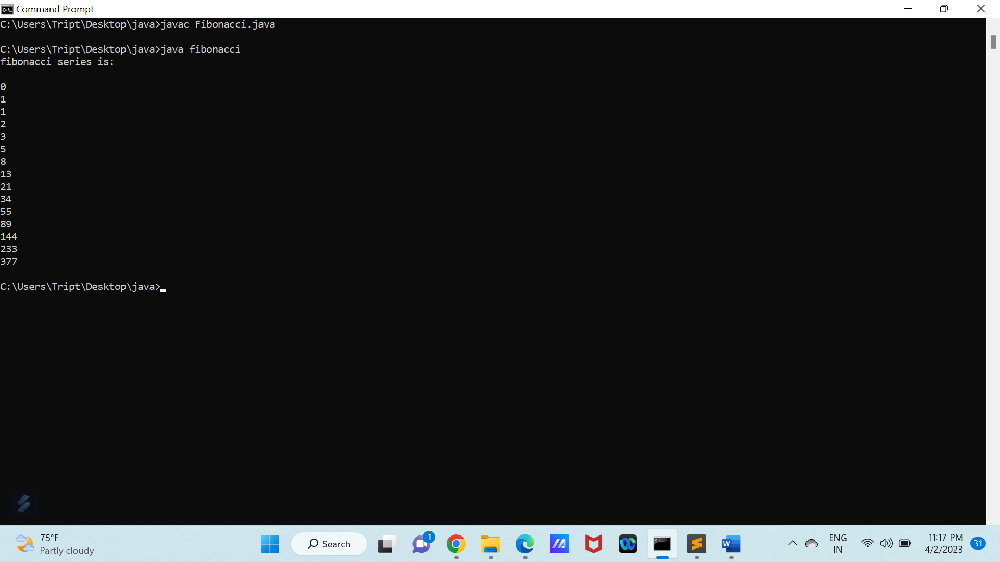 Command Prompt
C:\Users\Tript\Desktop\java>javac Fibonacci.java
C:\Users\Tript\Desktop\java>java fibonacci
fibonacci series is:
0
1
1
2
3
5
8
13
21
34
55
89
144
233
377
C:\Users\Tript\Desktop\java>
75°F
Partly cloudy
Search
1
W
ENG
IN
11:17 PM
4/2/2023
31